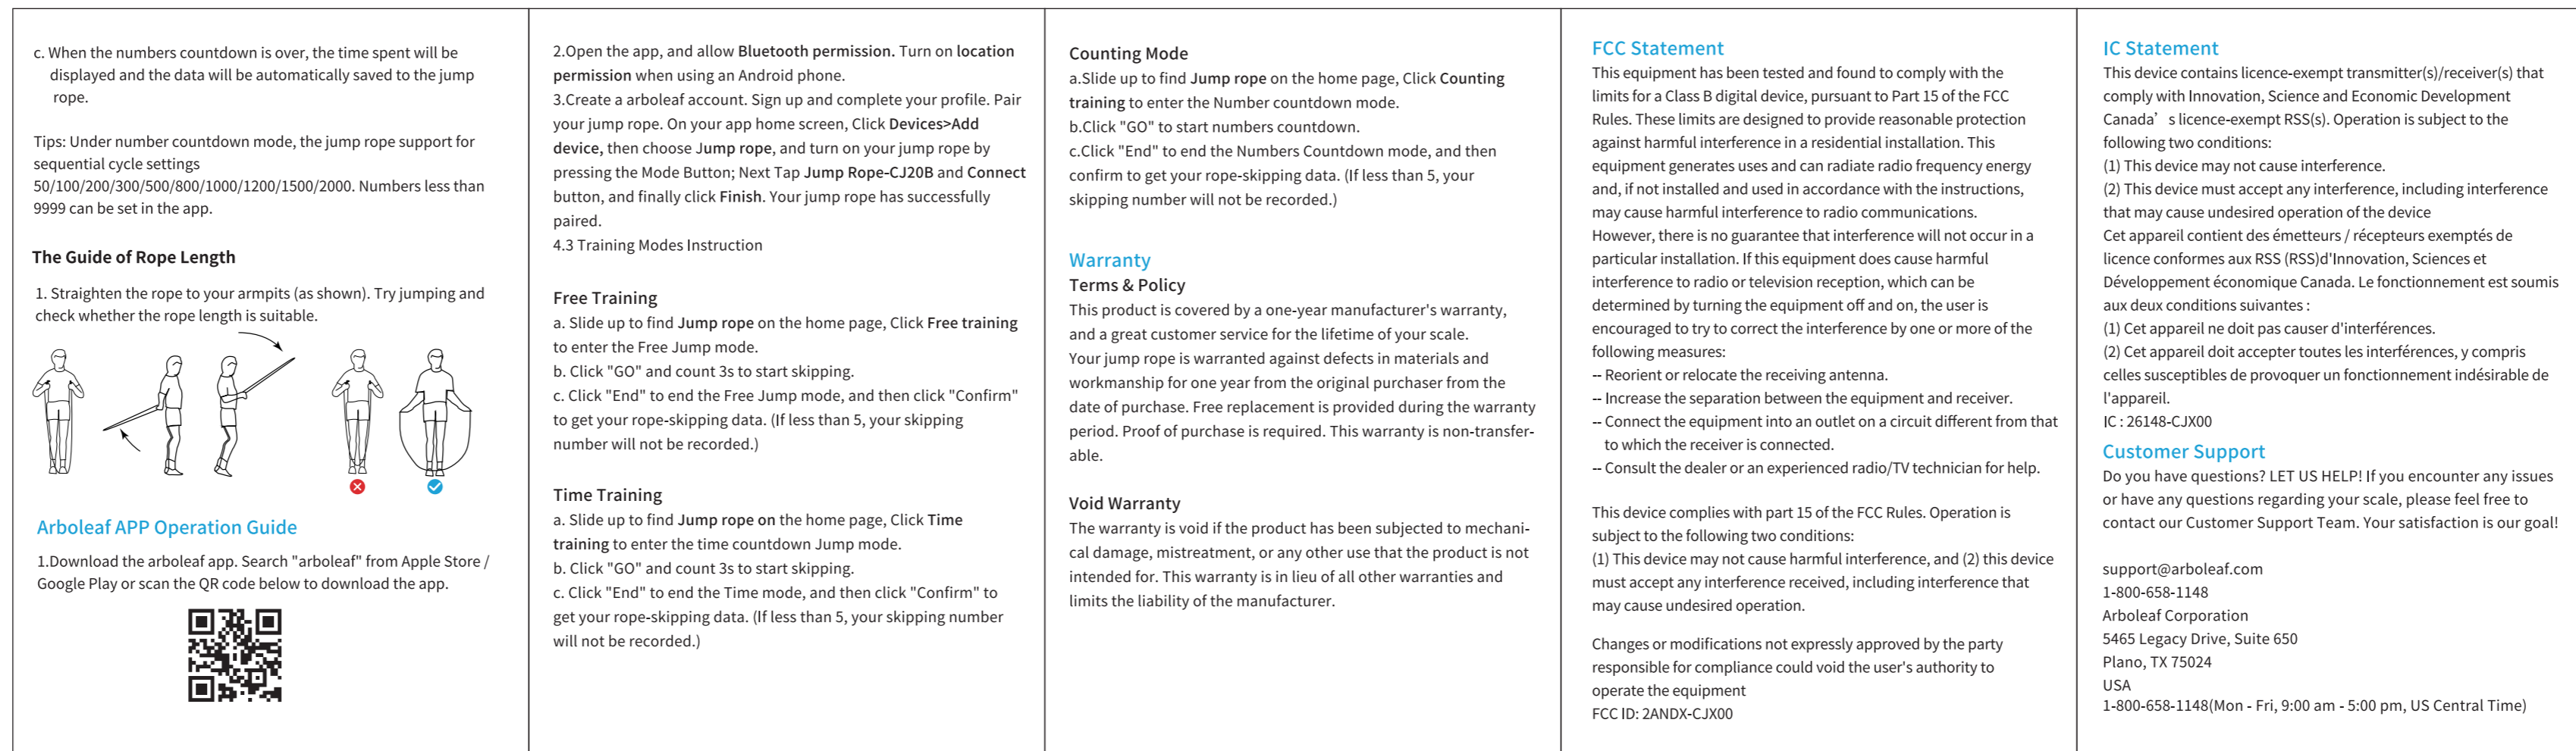 c. When the numbers countdown is over, the time spent will be
displayed and the data will be automatically saved to the jump
rope.
Tips: Under number countdown mode, the jump rope support for
sequential cycle settings
50/100/200/300/500/800/1000/1200/1500/2000. Numbers less than
9999 can be set in the app.
The Guide of Rope Length
1. Straighten the rope to your armpits (as shown). Try jumping and
check whether the rope length is suitable.
Arboleaf APP Operation Guide
1.Download the arboleaf app. Search "arboleaf" from Apple Store /
Google Play or scan the QR code below to download the app.
2.Open the app, and allow Bluetooth permission. Turn on location
permission when using an Android phone.
3.Create a arboleaf account. Sign up and complete your profile. Pair
your jump rope. On your app home screen, Click Devices>Add
device, then choose Jump rope, and turn on your jump rope by
pressing the Mode Button; Next Tap Jump Rope-CJ20B and Connect
button, and finally click Finish. Your jump rope has successfully
paired.
4.3 Training Modes Instruction
Free Training
a. Slide up to find Jump rope on the home page, Click Free training
to enter the Free Jump mode.
b. Click "GO" and count 3s to start skipping.
c. Click "End" to end the Free Jump mode, and then click "Confirm"
to get your rope-skipping data. (If less than 5, your skipping
number will not be recorded.)
Time Training
a. Slide up to find Jump rope on the home page, Click Time
training to enter the time countdown Jump mode.
b. Click "GO" and count 3s to start skipping.
c. Click "End" to end the Time mode, and then click "Confirm" to
get your rope-skipping data. (If less than 5, your skipping number
will not be recorded.)
Counting Mode
a.Slide up to find Jump rope on the home page, Click Counting
training to enter the Number countdown mode.
b.Click "GO" to start numbers countdown.
c.Click "End" to end the Numbers Countdown mode, and then
confirm to get your rope-skipping data. (If less than 5, your
skipping number will not be recorded.)
Warranty
Terms & Policy
This product is covered by a one-year manufacturer's warranty,
and a great customer service for the lifetime of your scale.
Your jump rope is warranted against defects in materials and
workmanship for one year from the original purchaser from the
date of purchase. Free replacement is provided during the warranty
period. Proof of purchase is required. This warranty is non-transfer-
able.
Void Warranty
The warranty is void if the product has been subjected to mechani-
cal damage, mistreatment, or any other use that the product is not
intended for. This warranty is in lieu of all other warranties and
limits the liability of the manufacturer.
FCC Statement
This equipment has been tested and found to comply with the
limits for a Class B digital device, pursuant to Part 15 of the FCC
Rules. These limits are designed to provide reasonable protection
against harmful interference in a residential installation. This
equipment generates uses and can radiate radio frequency energy
and, if not installed and used in accordance with the instructions,
may cause harmful interference to radio communications.
However, there is no guarantee that interference will not occur in a
particular installation. If this equipment does cause harmful
interference to radio or television reception, which can be
determined by turning the equipment off and on, the user is
encouraged to try to correct the interference by one or more of the
following measures:
-- Reorient or relocate the receiving antenna.
-- Increase the separation between the equipment and receiver.
-- Connect the equipment into an outlet on a circuit different from that
to which the receiver is connected.
-- Consult the dealer or an experienced radio/TV technician for help.
This device complies with part 15 of the FCC Rules. Operation is
subject to the following two conditions:
(1) This device may not cause harmful interference, and (2) this device
must accept any interference received, including interference that
may cause undesired operation.
Changes or modifications not expressly approved by the party
responsible for compliance could void the user's authority to
operate the equipment
FCC ID: 2ANDX-CJX00
IC Statement
This device contains licence-exempt transmitter(s)/receiver(s) that
comply with Innovation, Science and Economic Development
Canada’ s licence-exempt RSS(s). Operation is subject to the
following two conditions:
(1) This device may not cause interference.
(2) This device must accept any interference, including interference
that may cause undesired operation of the device
Cet appareil contient des émetteurs / récepteurs exemptés de
licence conformes aux RSS (RSS)d'Innovation, Sciences et
Développement économique Canada. Le fonctionnement est soumis
aux deux conditions suivantes :
(1) Cet appareil ne doit pas causer d'interférences.
(2) Cet appareil doit accepter toutes les interférences, y compris
celles susceptibles de provoquer un fonctionnement indésirable de
l'appareil.
IC : 26148-CJX00
Customer Support
Do you have questions? LET US HELP! If you encounter any issues
or have any questions regarding your scale, please feel free to
contact our Customer Support Team. Your satisfaction is our goal!
support@arboleaf.com
1-800-658-1148
Arboleaf Corporation
5465 Legacy Drive, Suite 650
Plano, TX 75024
USA
1-800-658-1148(Mon - Fri, 9:00 am - 5:00 pm, US Central Time)